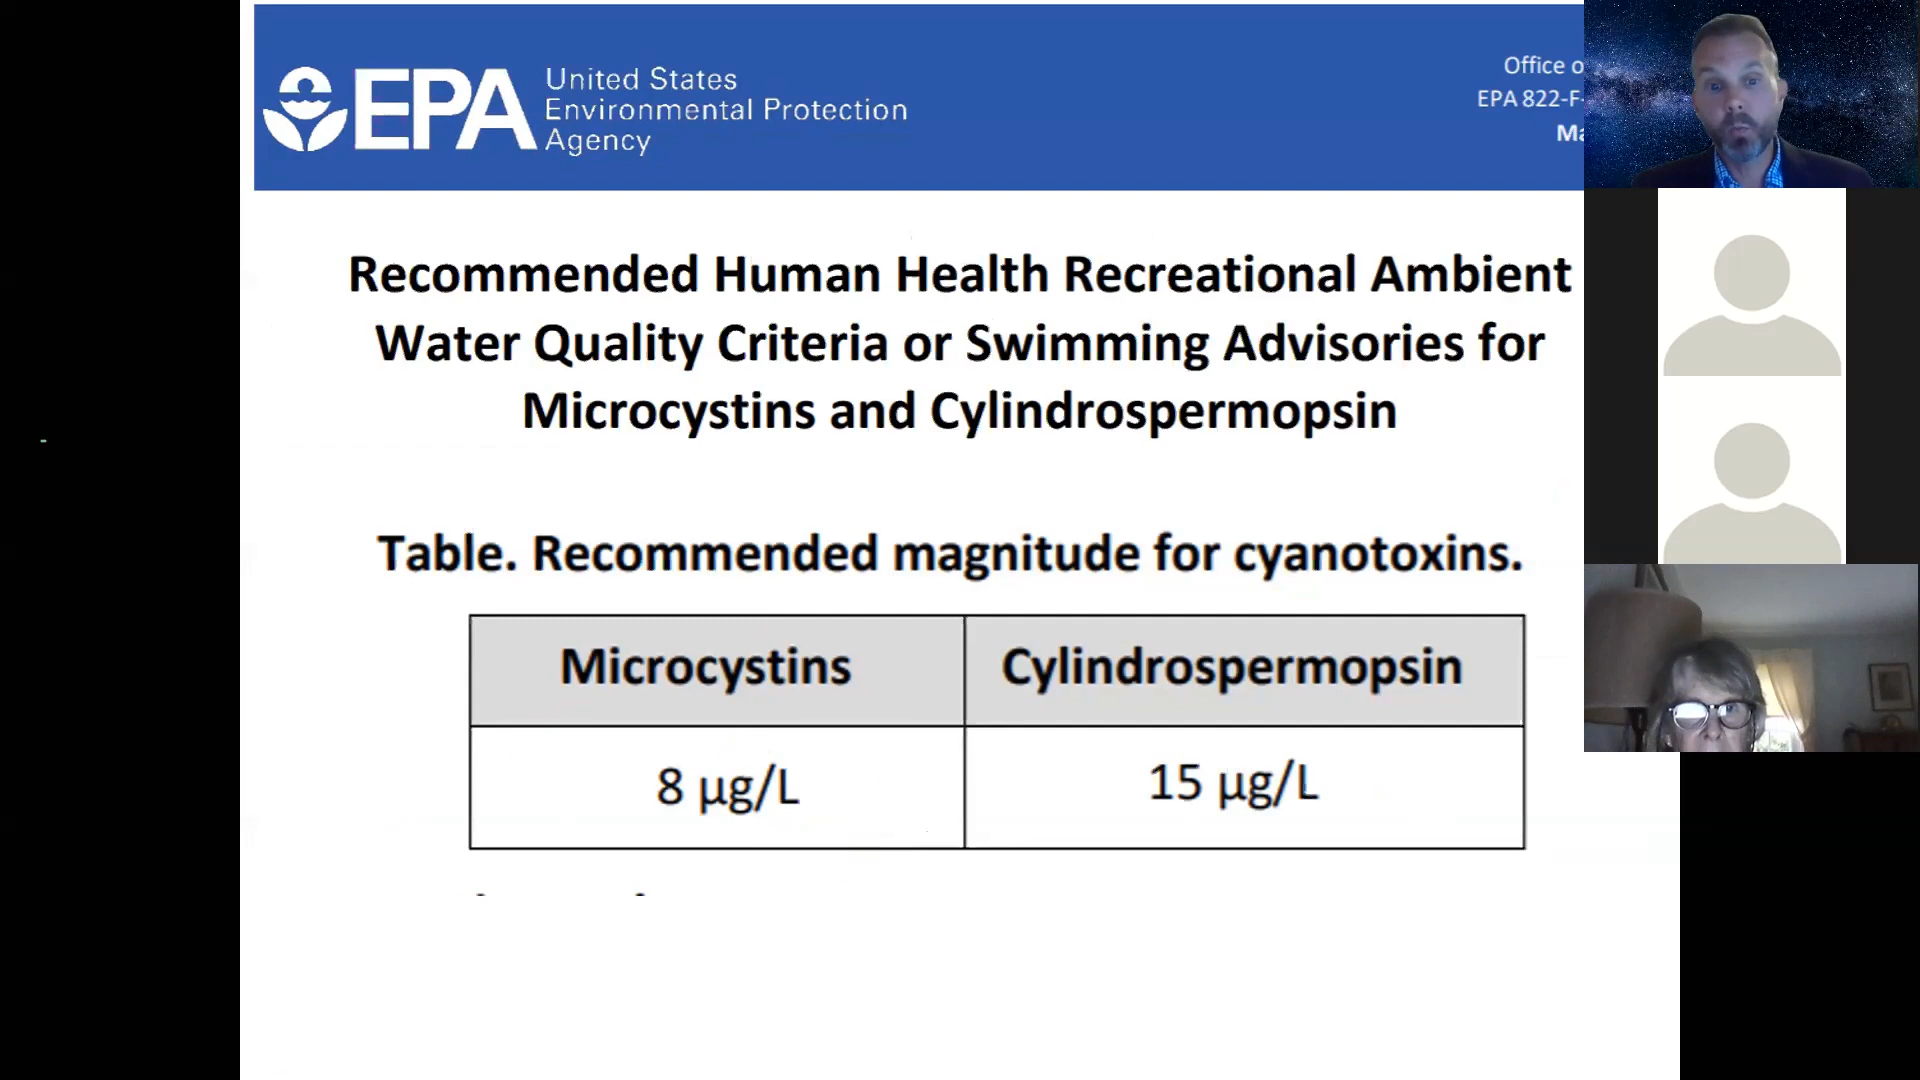 EPA
United States
Environmental Protection
Agency
Office o
EPA 822-F-
Ma
Recommended Human Health Recreational Ambient
Water Quality Criteria or Swimming Advisories for
Microcystins and Cylindrospermopsin
Table. Recommended magnitude for cyanotoxins.
Microcystins Cylindrospermopsin
8 µg/L 15 µg/L